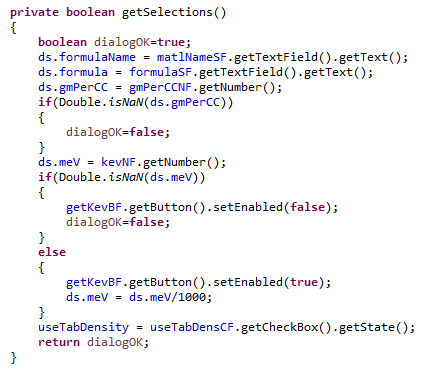 private boolean getSelections()
{
    boolean dialogOK=true;
    ds.formulaName = matlNameSF.getTextField().getText();
    ds.formula = formulaSF.getTextField().getText();
    ds.gmPerCC = gmPerCCNF.getNumber();
    if(Double.isNaN(ds.gmPerCC))
    {
        dialogOK=false;
    }
    ds.meV = kevNF.getNumber();
    if(Double.isNaN(ds.meV))
    {
        getKevBF.getButton().setEnabled(false);
        dialogOK=false;
    }
    else
    {
        getKevBF.getButton().setEnabled(true);
        ds.meV = ds.meV/1000;
    }
    useTabDensity = useTabDensCF.getCheckBox().getState();
    return dialogOK;
}